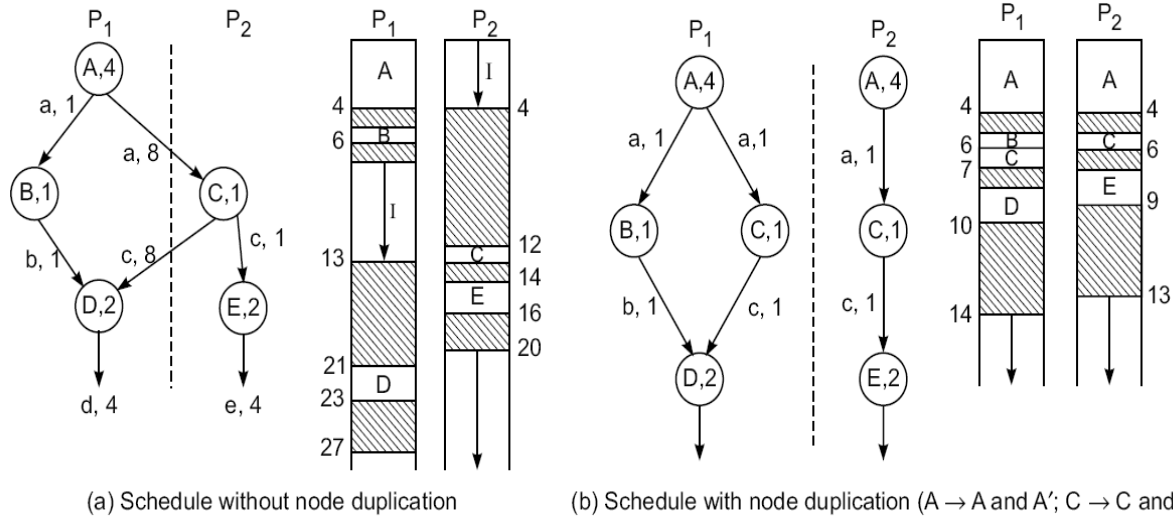 P1 P2 P1 P2
A,4
a, 1
a, 8
B,1
C,1
b, 1
c, 8
c, 1
D,2
E,2
d, 4
e, 4
A
4
6
B
I
13
21
D
23
27
I
4
12
C
14
E
16
20
(a) Schedule without node duplication
P1 P2 P1 P2
A,4
A, 4
a, 1
a,1
a, 1
B,1
C,1
C,1
b, 1
c, 1
c, 1
D,2
E,2
A
4
6
B
C
7
D
10
14
A
4
C
6
E
9
13
(b) Schedule with node duplication (A → A and A′; C → C and